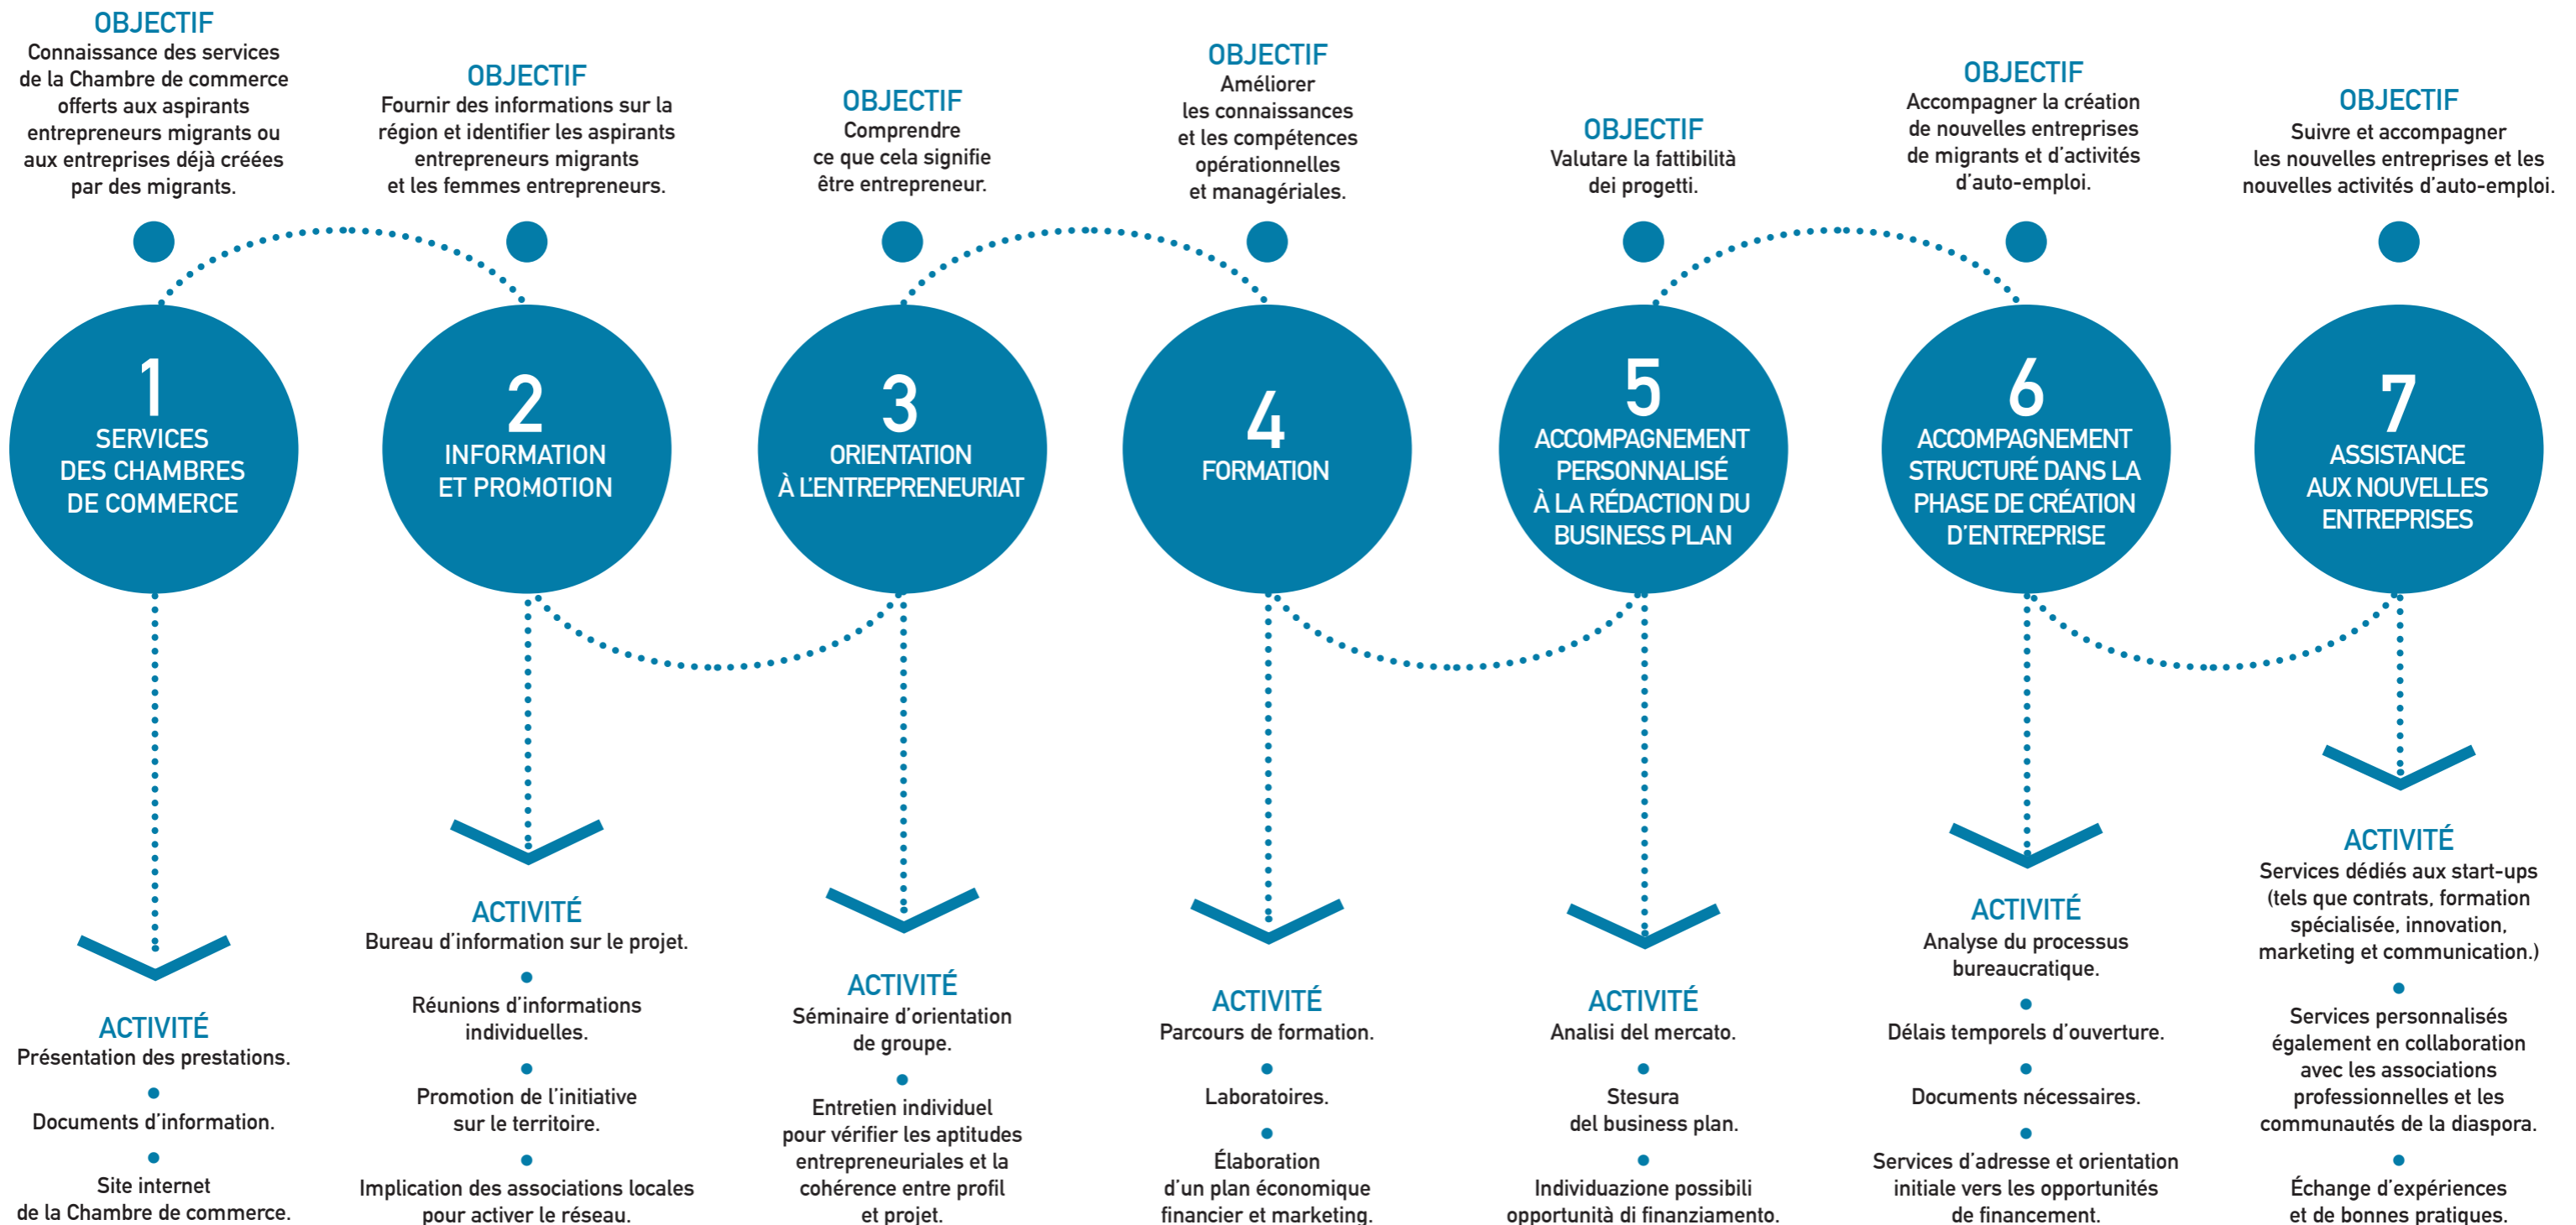 OBJECTIF
Connaissance des services
de la Chambre de commerce
offerts aux aspirants
entrepreneurs migrants ou
aux entreprises déjà créées
par des migrants.
1
SERVICES
DES CHAMBRES
DE COMMERCE
ACTIVITÉ
Présentation des prestations.
Documents d'information.
Site internet
de la Chambre de commerce.
OBJECTIF
Fournir des informations sur la
région et identifier les aspirants
entrepreneurs migrants
et les femmes entrepreneurs.
2
INFORMATION
ET PROMOTION
ACTIVITÉ
Bureau d'information sur le projet.
Réunions d'informations
individuelles.
Promotion de l'initiative
sur le territoire.
Implication des associations locales
pour activer le réseau.
OBJECTIF
Comprendre
ce que cela signifie
être entrepreneur.
3
ORIENTATION
À L'ENTREPRENEURIAT
ACTIVITÉ
Séminaire d'orientation
de groupe.
Entretien individuel
pour vérifier les aptitudes
entrepreneuriales et la
cohérence entre profil
et projet.
OBJECTIF
Améliorer
les connaissances
et les compétences
opérationnelles
et managériales.
4
FORMATION
ACTIVITÉ
Parcours de formation.
Laboratoires.
Élaboration
d'un plan économique
financier et marketing.
OBJECTIF
Valutare la fattibilità
dei progetti.
5
ACCOMPAGNEMENT
PERSONNALISÉ
À LA RÉDACTION DU
BUSINESS PLAN
ACTIVITÉ
Analisi del mercato.
Stesura
del business plan.
Individuazione possibili
opportunità di finanziamento.
OBJECTIF
Accompagner la création
de nouvelles entreprises
de migrants et d'activités
d'auto-emploi.
6
ACCOMPAGNEMENT
STRUCTURÉ DANS LA
PHASE DE CRÉATION
D'ENTREPRISE
ACTIVITÉ
Analyse du processus
bureaucratique.
Délais temporels d'ouverture.
Documents nécessaires.
Services d'adresse et orientation
initiale vers les opportunités
de financement.
OBJECTIF
Suivre et accompagner
les nouvelles entreprises et les
nouvelles activités d'auto-emploi.
7
ASSISTANCE
AUX NOUVELLES
ENTREPRISES
ACTIVITÉ
Services dédiés aux start-ups
(tels que contrats, formation
spécialisée, innovation,
marketing et communication.)
Services personnalisés
également en collaboration
avec les associations
professionnelles et les
communautés de la diaspora.
Échange d'expériences
et de bonnes pratiques.